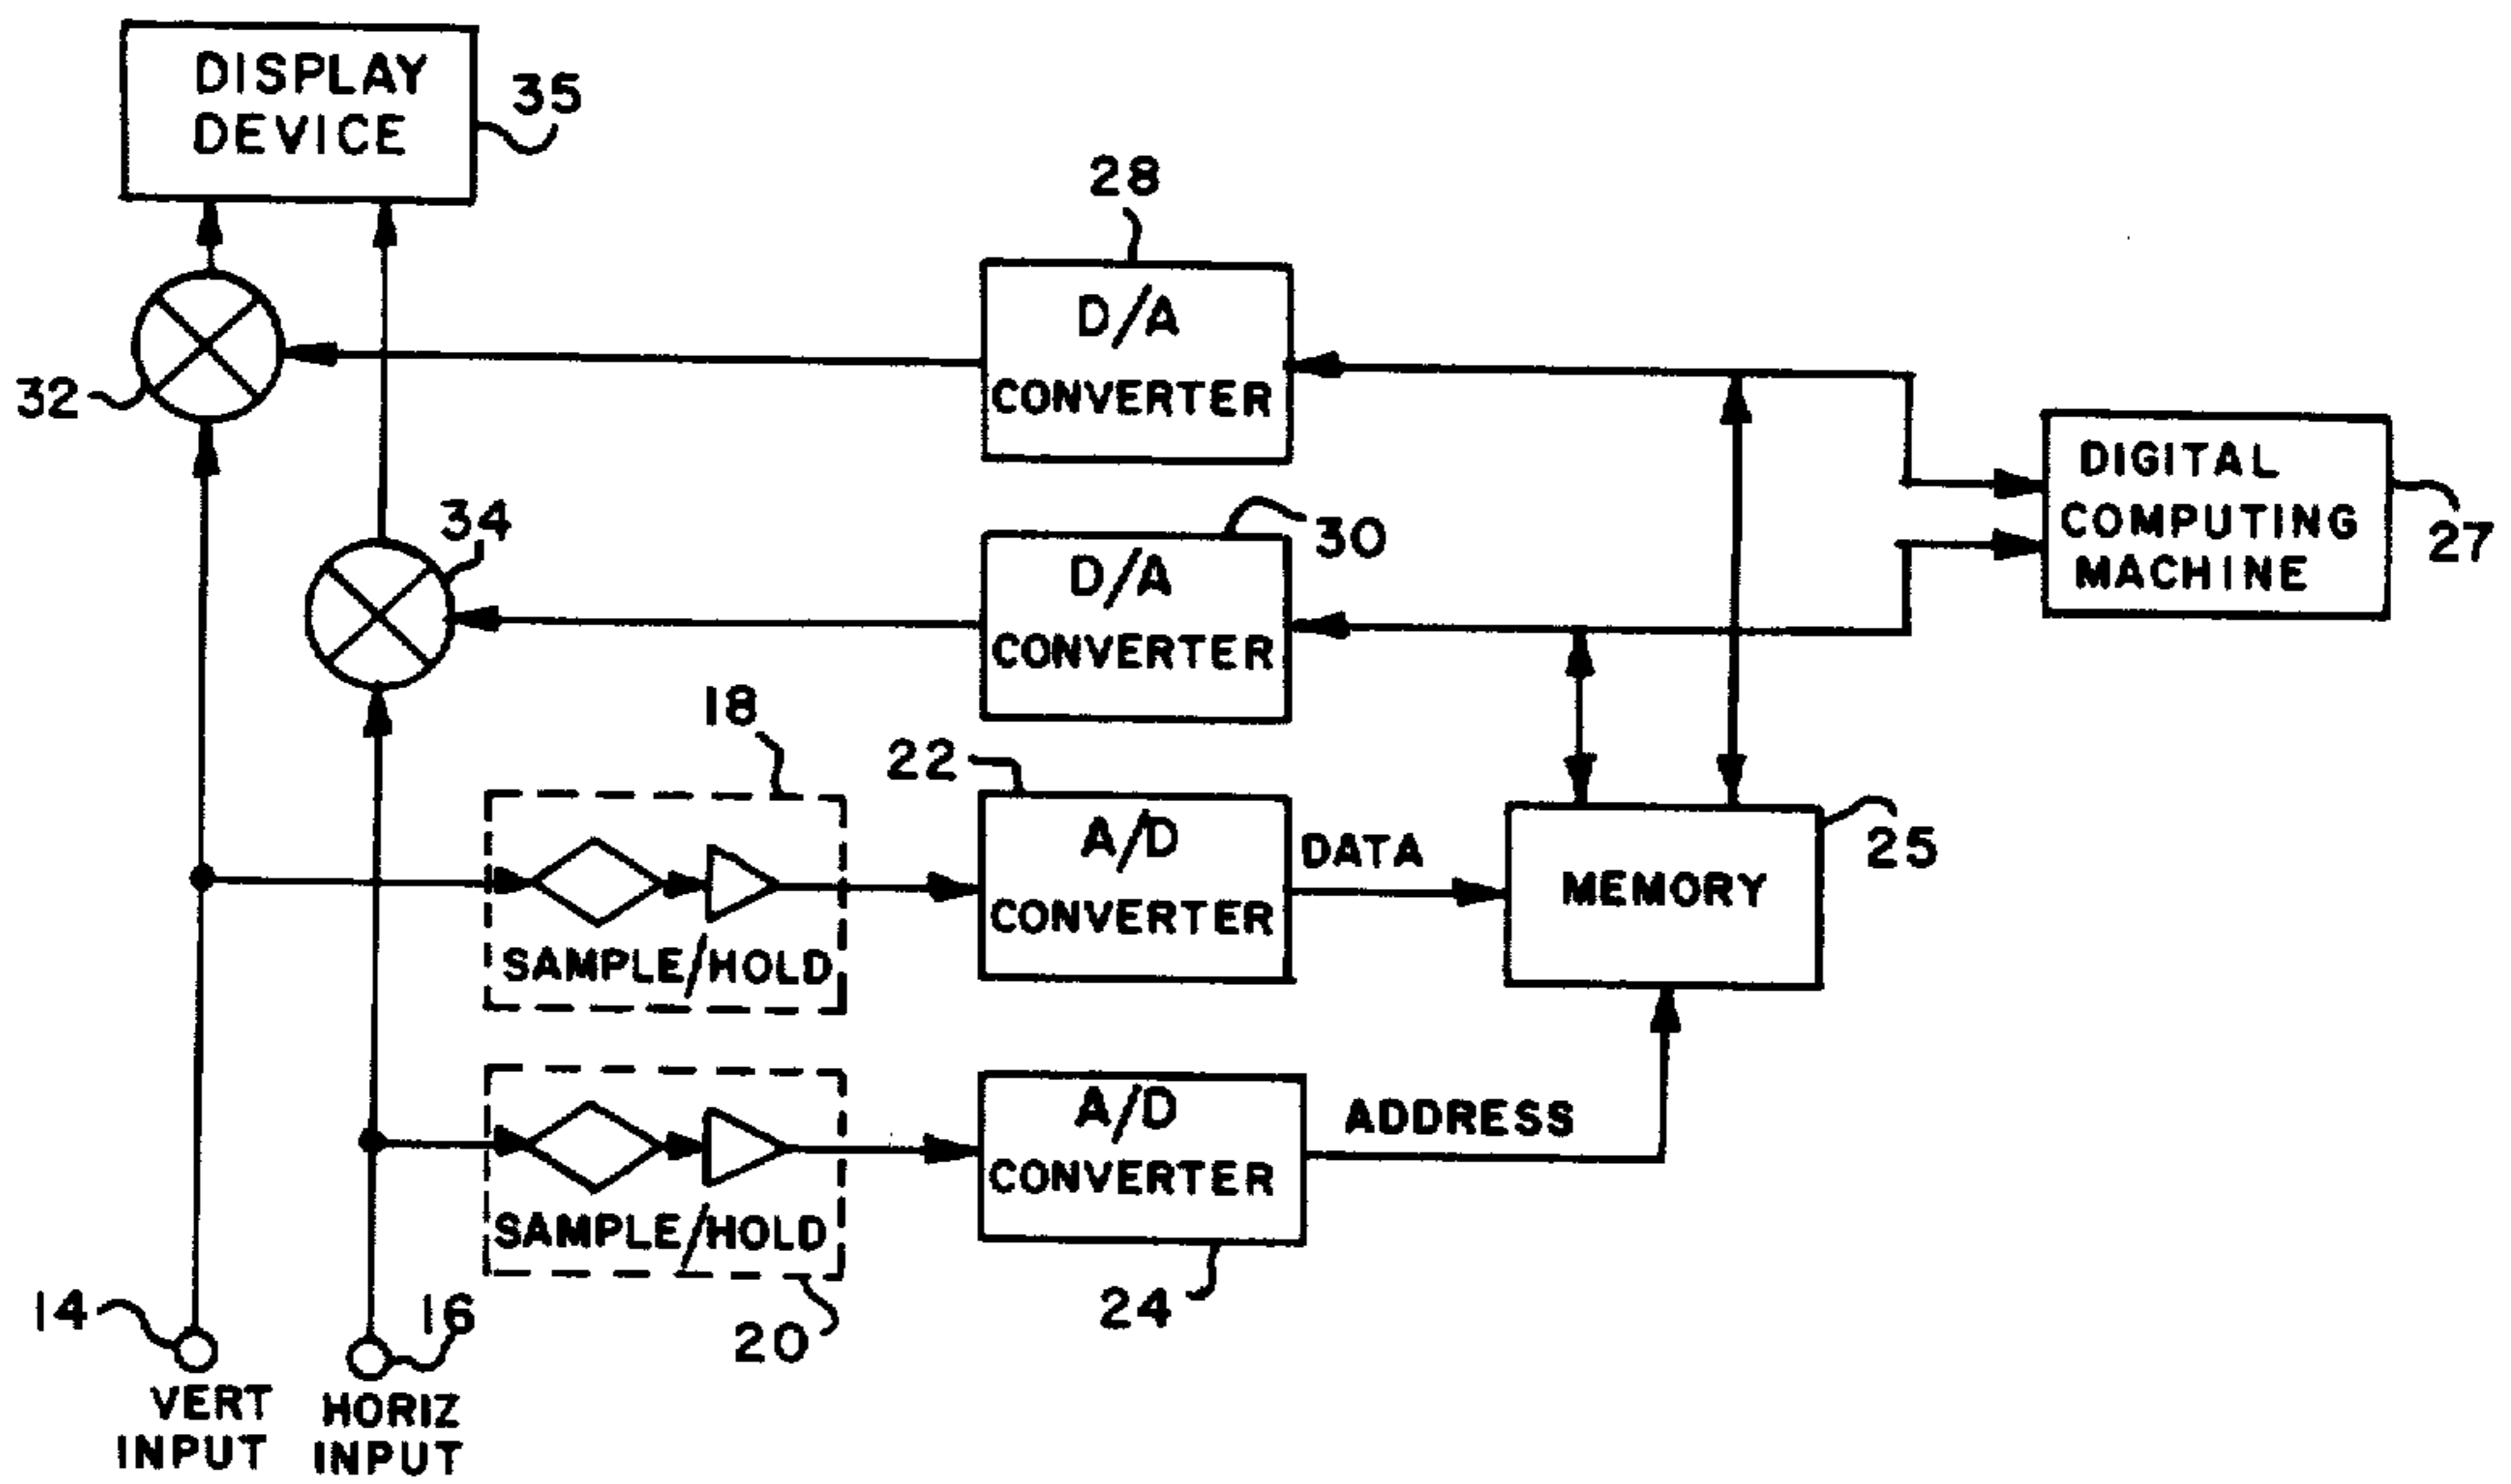 DISPLAY
DEVICE
35
28
D/A
CONVERTER
32
34
30
D/A
CONVERTER
DIGITAL
COMPUTING
MACHINE
27
18
22
A/D
CONVERTER
DATA
MEMORY
25
SAMPLE/HOLD
A/D
CONVERTER
ADDRESS
SAMPLE/HOLD
14
16
20
24
VERT
INPUT
HORIZ
INPUT